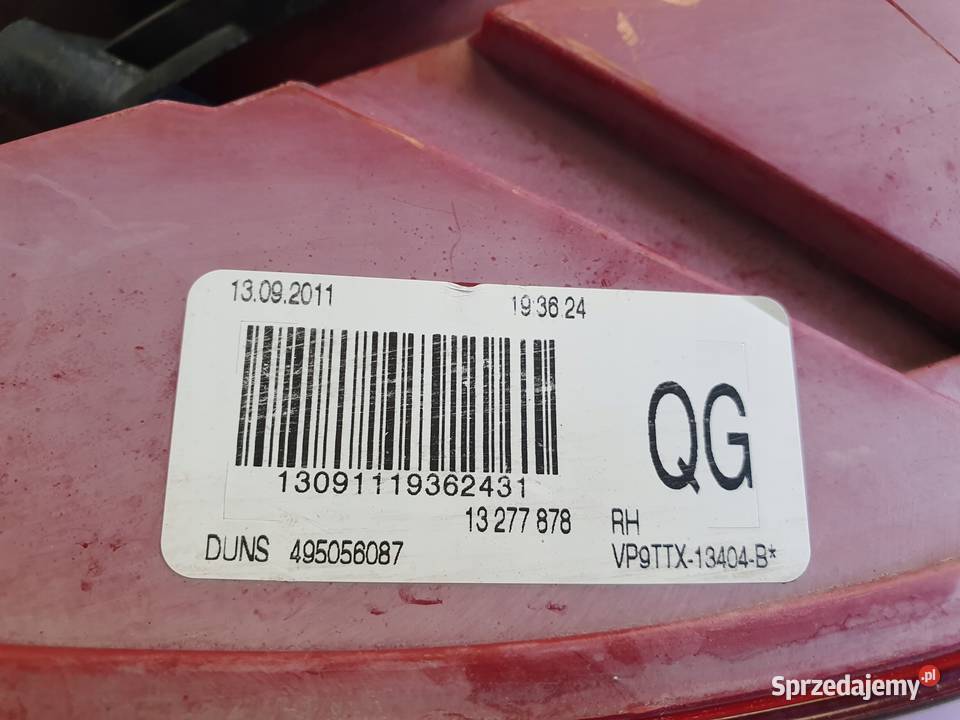 13.09.2011 19:36:24
13091119362431
QG
13 277 878 RH
DUNS 495056087 VP9TTX-13404-B*
Sprzedajemy.pl